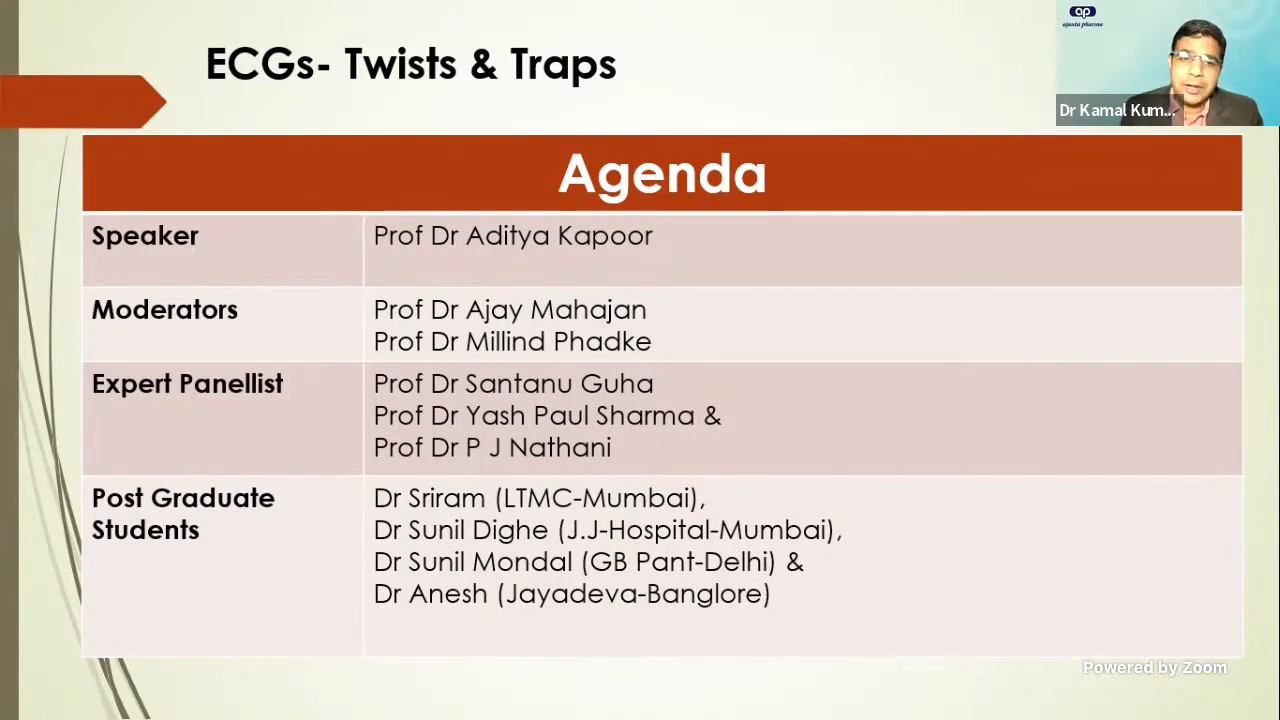 ECGs- Twists & Traps
ap
ajanta pharma
Dr Kamal Kum...
Agenda
Speaker
Prof Dr Aditya Kapoor
Moderators
Prof Dr Ajay Mahajan
Prof Dr Millind Phadke
Expert Panellist
Prof Dr Santanu Guha
Prof Dr Yash Paul Sharma &
Prof Dr P J Nathani
Post Graduate
Students
Dr Sriram (LTMC-Mumbai),
Dr Sunil Dighe (J.J-Hospital-Mumbai),
Dr Sunil Mondal (GB Pant-Delhi) &
Dr Anesh (Jayadeva-Banglore)
Powered by Zoom